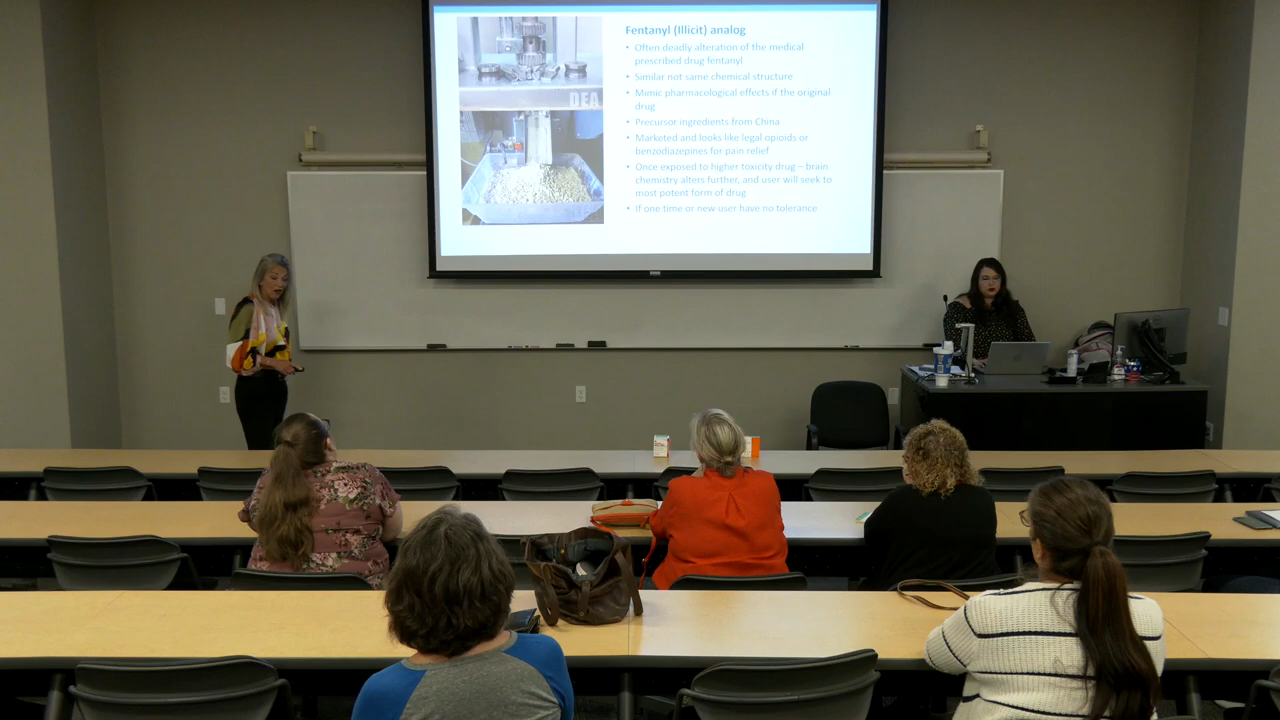 Fentanyl (Illicit) analog
• Often deadly alteration of the medical
prescribed drug fentanyl
• Similar not same chemical structure
• Mimic pharmacological effects if the original
drug
• Precursor ingredients from China
• Marketed and looks like legal opioids or
benzodiazepines for pain relief
• Once exposed to higher toxicity drug – brain
chemistry alters further, and user will seek to
most potent form of drug
• If one time or new user have no tolerance
DEA